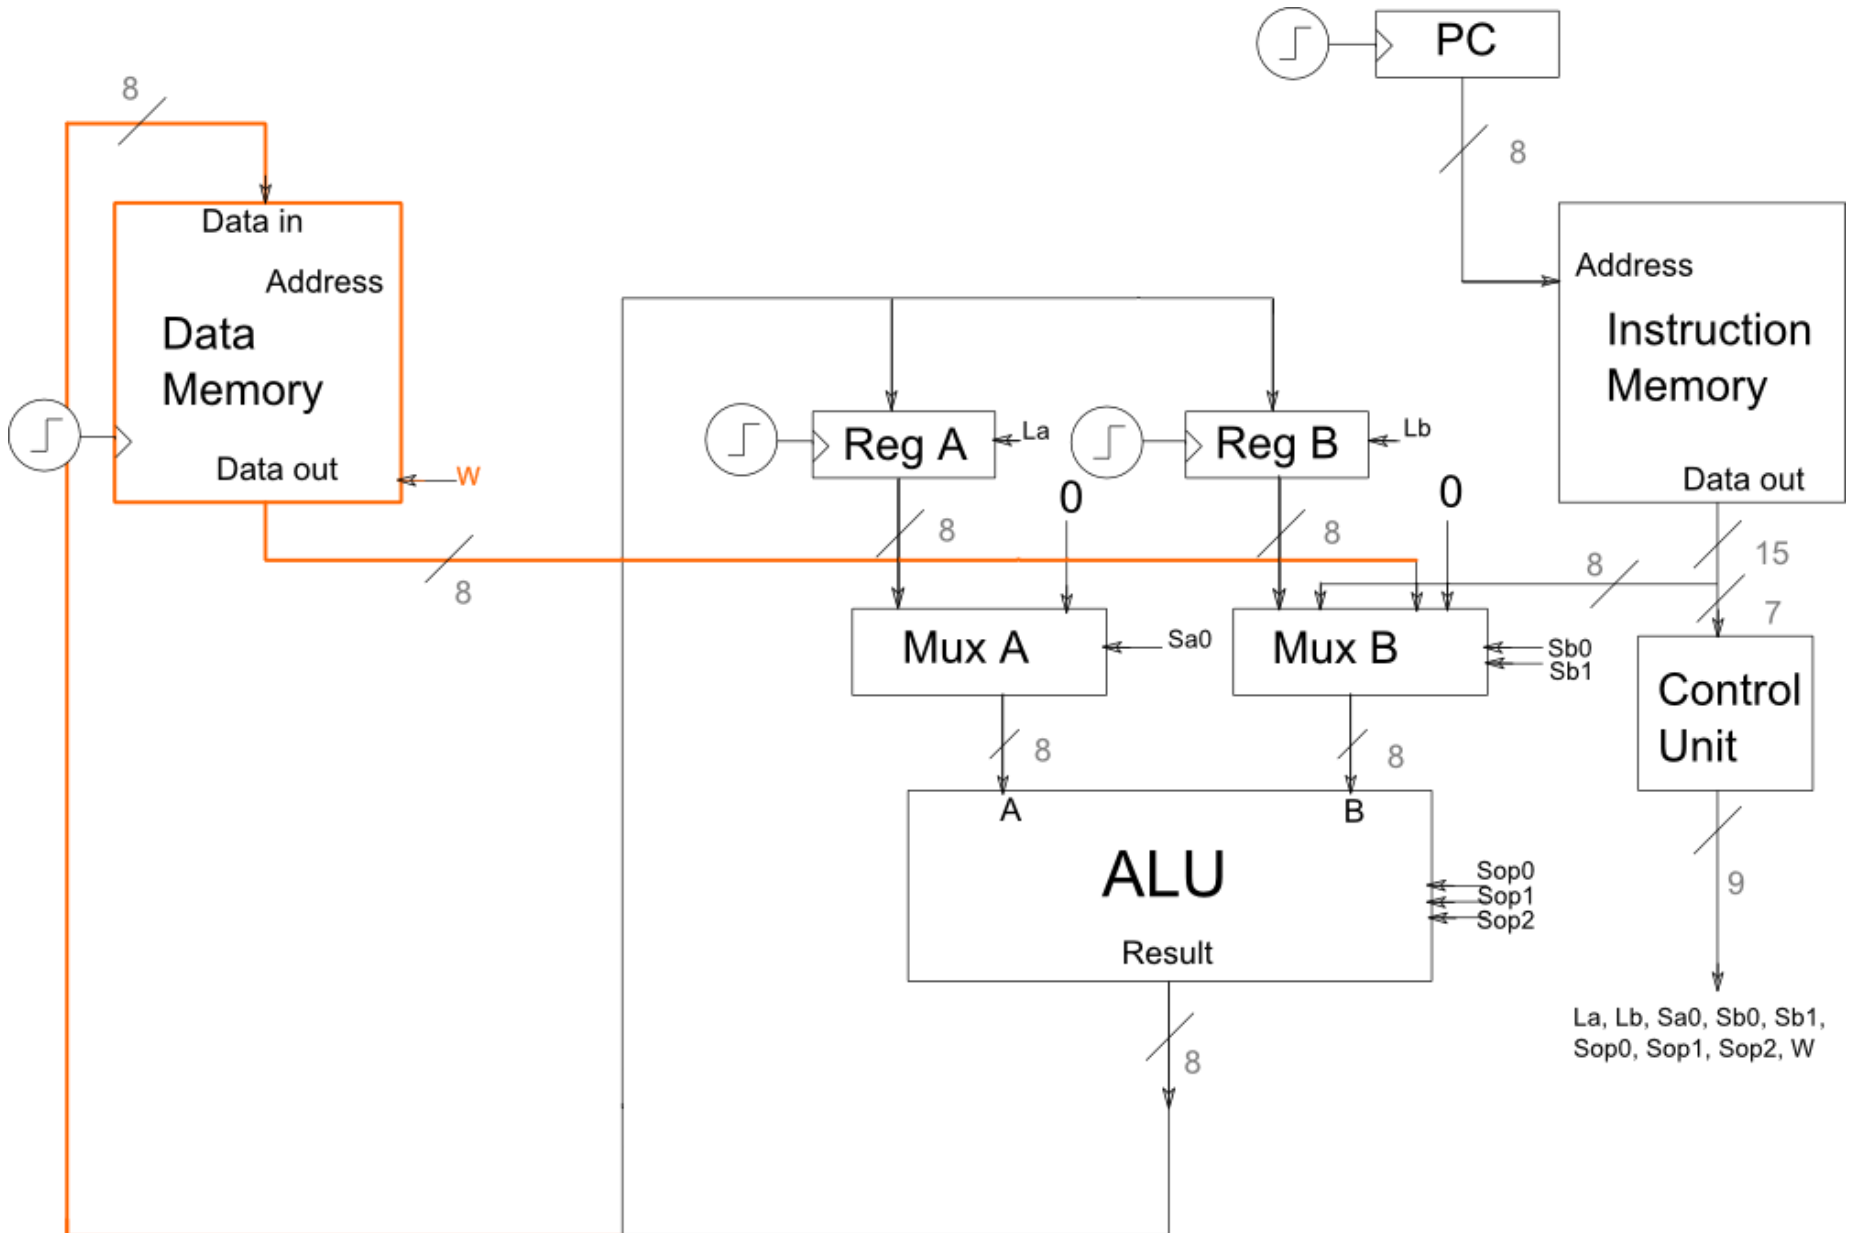 PC
8
8
Data in
Address
Data
Memory
Data out
W
8
Address
Instruction
Memory
Data out
15
8
7
Reg A
La
Reg B
Lb
0
0
8
8
Mux A
Sa0
Mux B
Sb0
Sb1
Control
Unit
8
8
A
B
ALU
Sop0
Sop1
Sop2
Result
9
8
La, Lb, Sa0, Sb0, Sb1,
Sop0, Sop1, Sop2, W